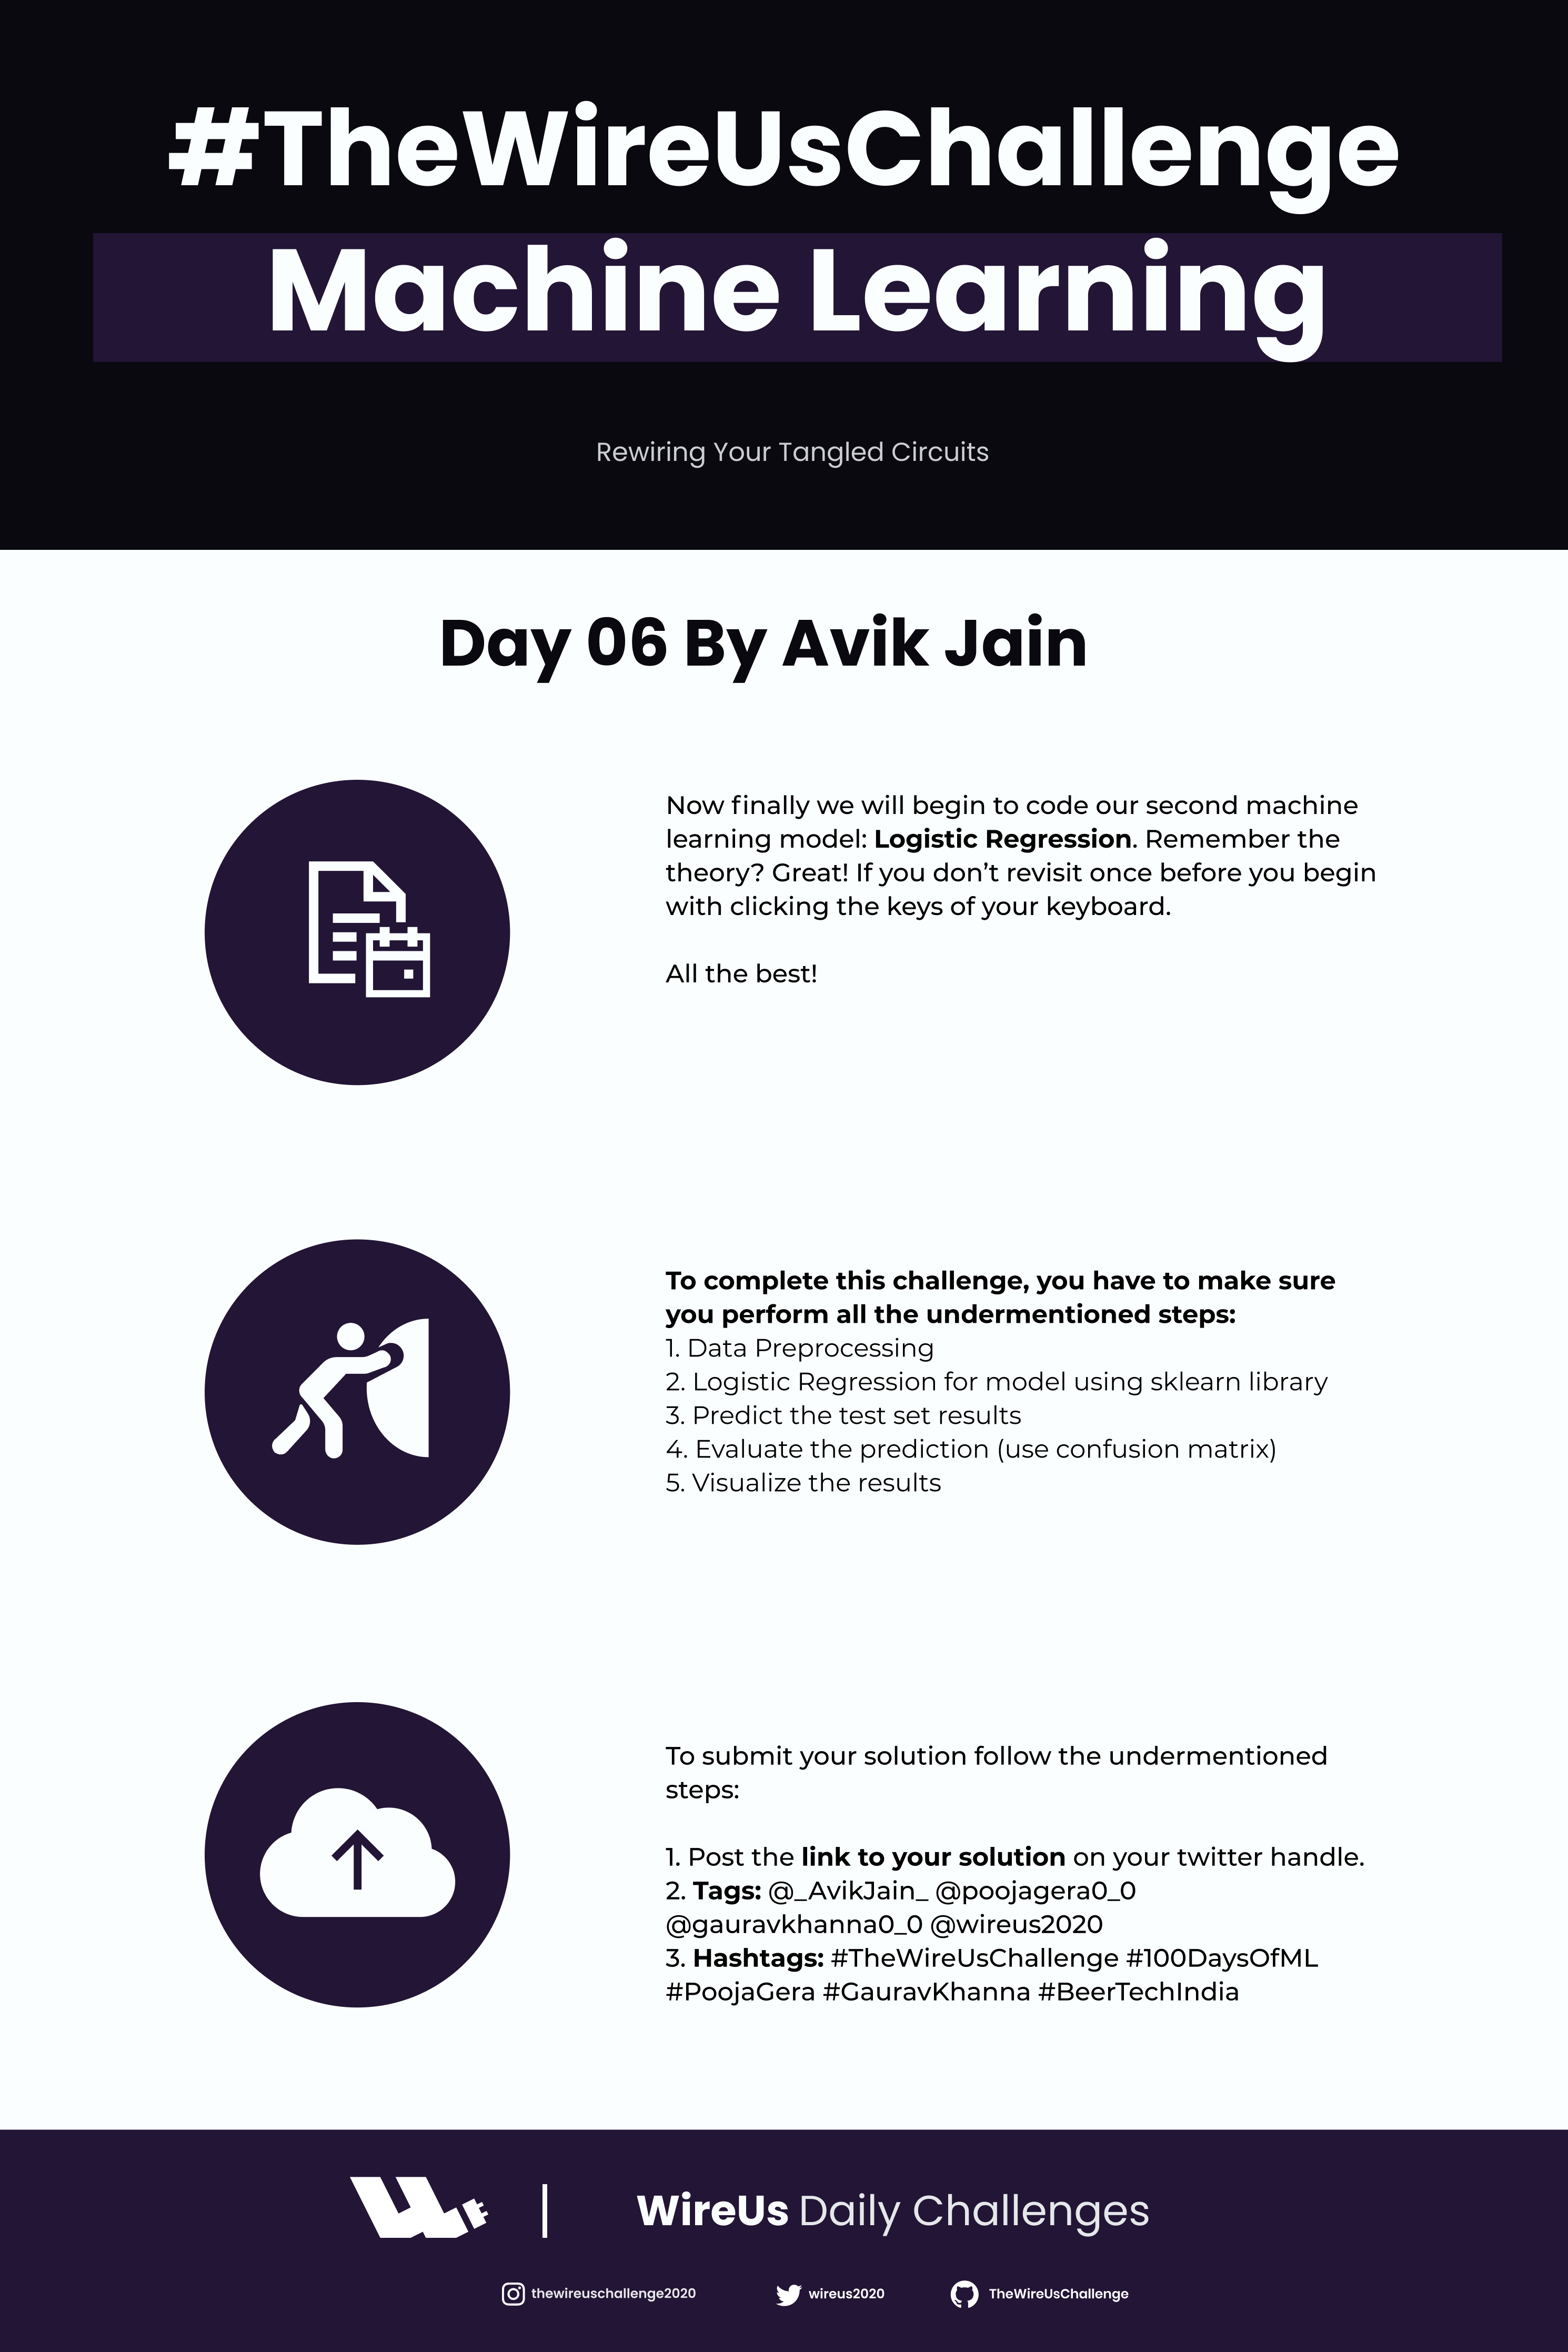 #TheWireUsChallenge
Machine Learning
Rewiring Your Tangled Circuits
Day 06 By Avik Jain
Now finally we will begin to code our second machine
learning model: Logistic Regression. Remember the
theory? Great! If you don’t revisit once before you begin
with clicking the keys of your keyboard.
All the best!
To complete this challenge, you have to make sure
you perform all the undermentioned steps:
1. Data Preprocessing
2. Logistic Regression for model using sklearn library
3. Predict the test set results
4. Evaluate the prediction (use confusion matrix)
5. Visualize the results
To submit your solution follow the undermentioned
steps:
1. Post the link to your solution on your twitter handle.
2. Tags: @_AvikJain_ @poojagera0_0
@gauravkhanna0_0 @wireus2020
3. Hashtags: #TheWireUsChallenge #100DaysOfML
#PoojaGera #GauravKhanna #BeerTechIndia
WireUs Daily Challenges
thewireuschallenge2020 wireus2020 TheWireUsChallenge